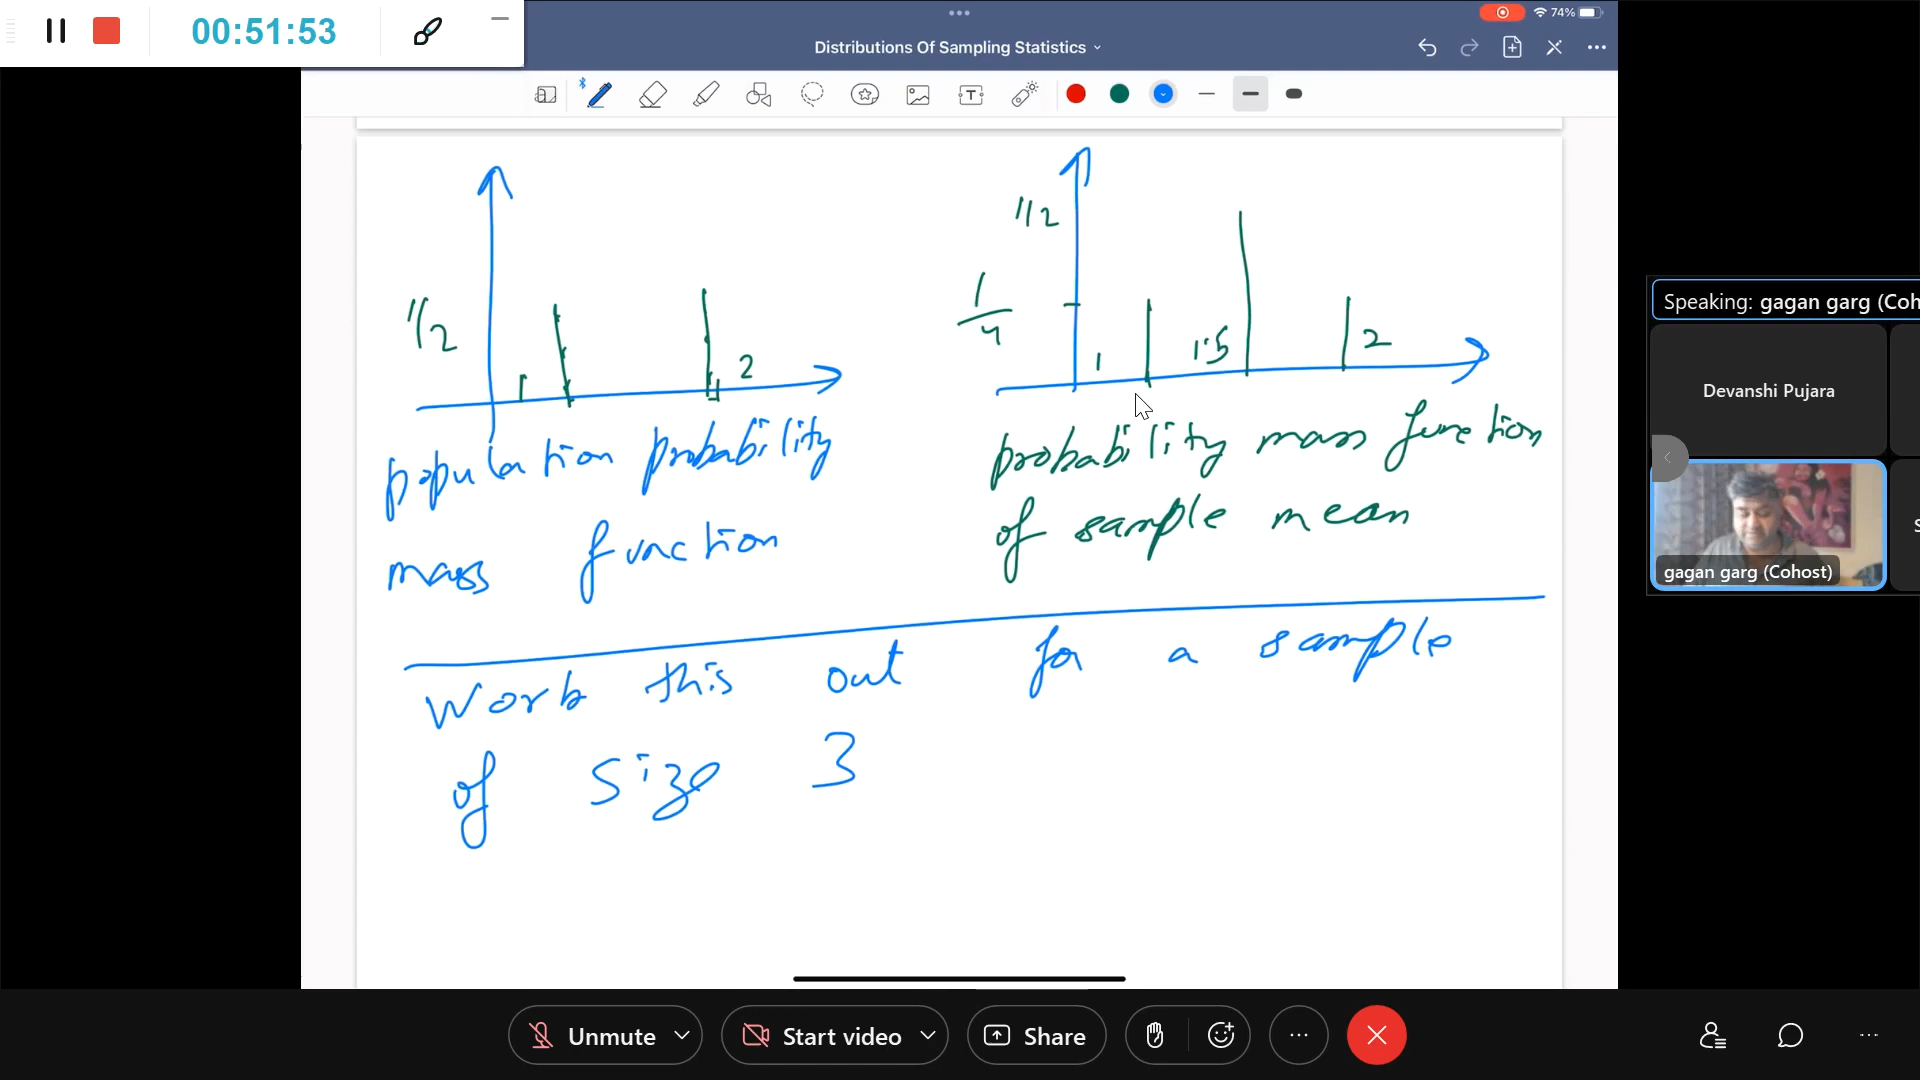 00:51:53
74%
Distributions Of Sampling Statistics
T
1/2
1
2
population probability
mass function
1/2
1/4
1
1.5
2
probability mass function
of sample mean
Work this out for a sample
of size 3
Speaking: gagan garg (Coh
Devanshi Pujara
S
gagan garg (Cohost)
Unmute
Start video
Share